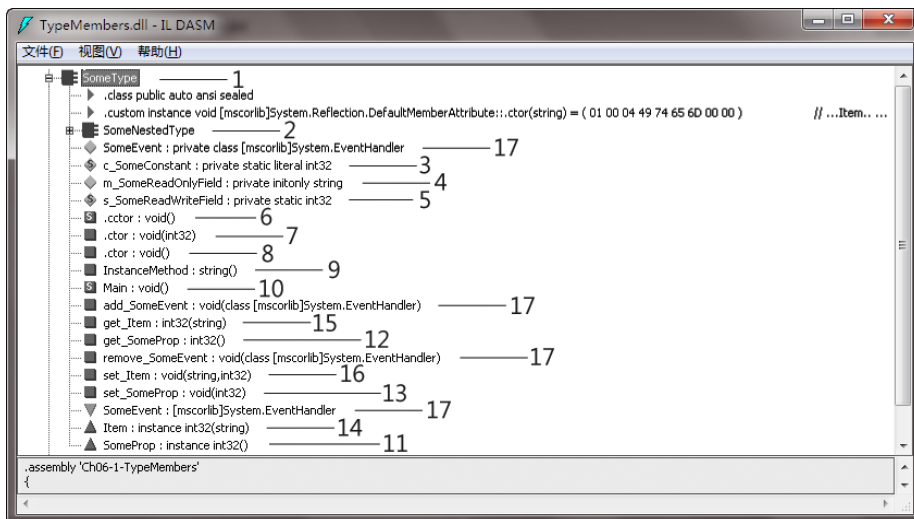 TypeMembers.dll - IL DASM
文件(F) 视图(V) 帮助(H)
SomeType 1
.class public auto ansi sealed
.custom instance void [mscorlib]System.Reflection.DefaultMemberAttribute::.ctor(string) = ( 01 00 04 49 74 65 6D 00 00 ) // ...Item.. ...
SomeNestedType 2
SomeEvent : private class [mscorlib]System.EventHandler 17
c_SomeConstant : private static literal int32 3
m_SomeReadOnlyField : private initonly string 4
s_SomeReadWriteField : private static int32 5
S .cctor : void() 6
.ctor : void(int32) 7
.ctor : void() 8
InstanceMethod : string() 9
S Main : void() 10
add_SomeEvent : void(class [mscorlib]System.EventHandler) 17
get_Item : int32(string) 15
get_SomeProp : int32() 12
remove_SomeEvent : void(class [mscorlib]System.EventHandler) 17
set_Item : void(string,int32) 16
set_SomeProp : void(int32) 13
SomeEvent : [mscorlib]System.EventHandler 17
Item : instance int32(string) 14
SomeProp : instance int32() 11
.assembly 'Ch06-1-TypeMembers'
{